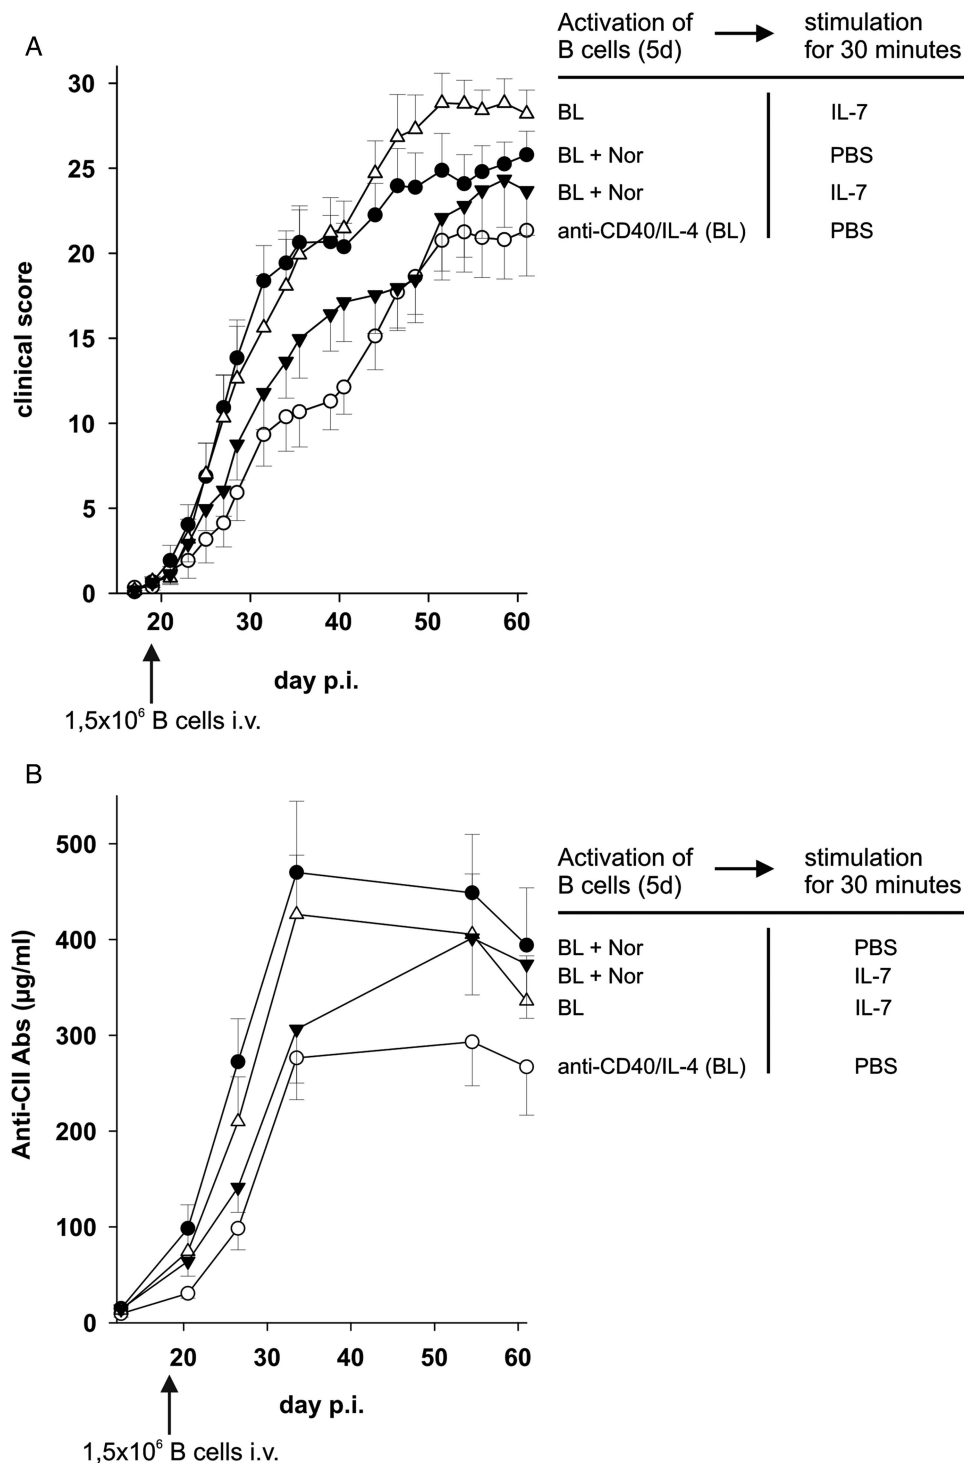 A
Activation of
B cells (5d)
stimulation
for 30 minutes
BL
IL-7
BL + Nor
PBS
BL + Nor
IL-7
anti-CD40/IL-4 (BL)
PBS
clinical score
30
25
20
15
10
5
0
20 30 40 50 60
day p.i.
1,5x10⁶ B cells i.v.
B
Activation of
B cells (5d)
stimulation
for 30 minutes
BL + Nor
PBS
BL + Nor
IL-7
BL
IL-7
anti-CD40/IL-4 (BL)
PBS
Anti-CII Abs (µg/ml)
500
400
300
200
100
0
20 30 40 50 60
day p.i.
1,5x10⁶ B cells i.v.